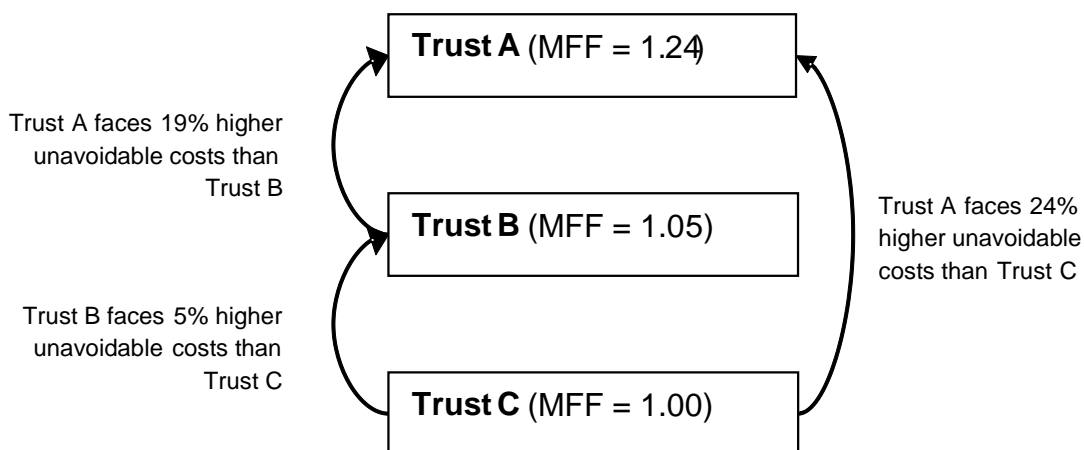 Trust A (MFF = 1.24)
Trust A faces 19% higher
unavoidable costs than
Trust B
Trust B (MFF = 1.05)
Trust A faces 24%
higher unavoidable
costs than Trust C
Trust B faces 5% higher
unavoidable costs than
Trust C
Trust C (MFF = 1.00)